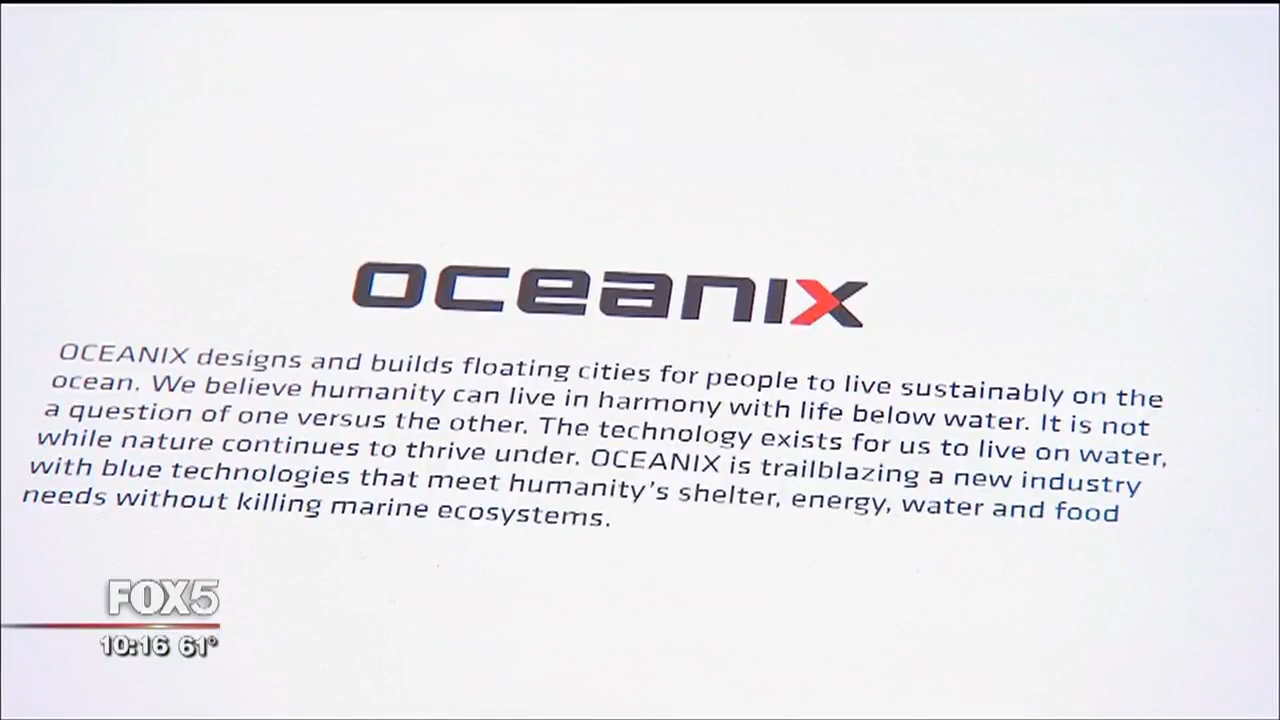 oceanix
OCEANIX designs and builds floating cities for people to live sustainably on the
ocean. We believe humanity can live in harmony with life below water. It is not
a question of one versus the other. The technology exists for us to live on water,
while nature continues to thrive under. OCEANIX is trailblazing a new industry
with blue technologies that meet humanity's shelter, energy, water and food
needs without killing marine ecosystems.
FOX5
10:16 61°